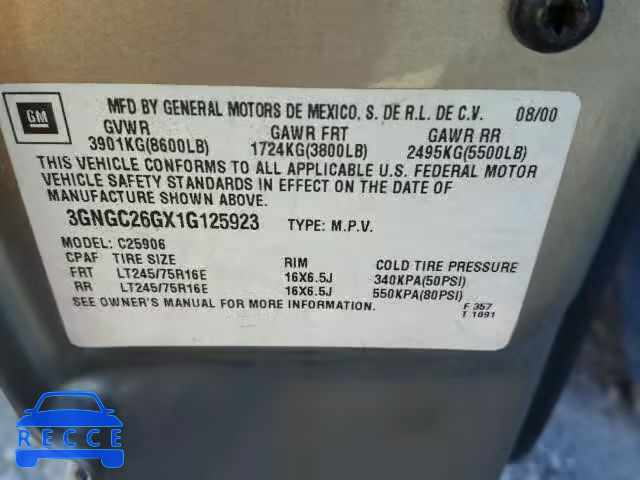 GM
MFD BY GENERAL MOTORS DE MEXICO, S. DE R.L. DE C.V. 08/00
GVWR GAWR FRT GAWR RR
3901KG(8600LB) 1724KG(3800LB) 2495KG(5500LB)
THIS VEHICLE CONFORMS TO ALL APPLICABLE U.S. FEDERAL MOTOR
VEHICLE SAFETY STANDARDS IN EFFECT ON THE DATE OF
MANUFACTURE SHOWN ABOVE.
3GNGC26GX1G125923 TYPE: M.P.V.
MODEL: C25906
CPAF TIRE SIZE RIM COLD TIRE PRESSURE
FRT LT245/75R16E 16X6.5J 340KPA(50PSI)
RR LT245/75R16E 16X6.5J 550KPA(80PSI)
SEE OWNER'S MANUAL FOR MORE INFORMATION.
F 357
T 1091
RECCE